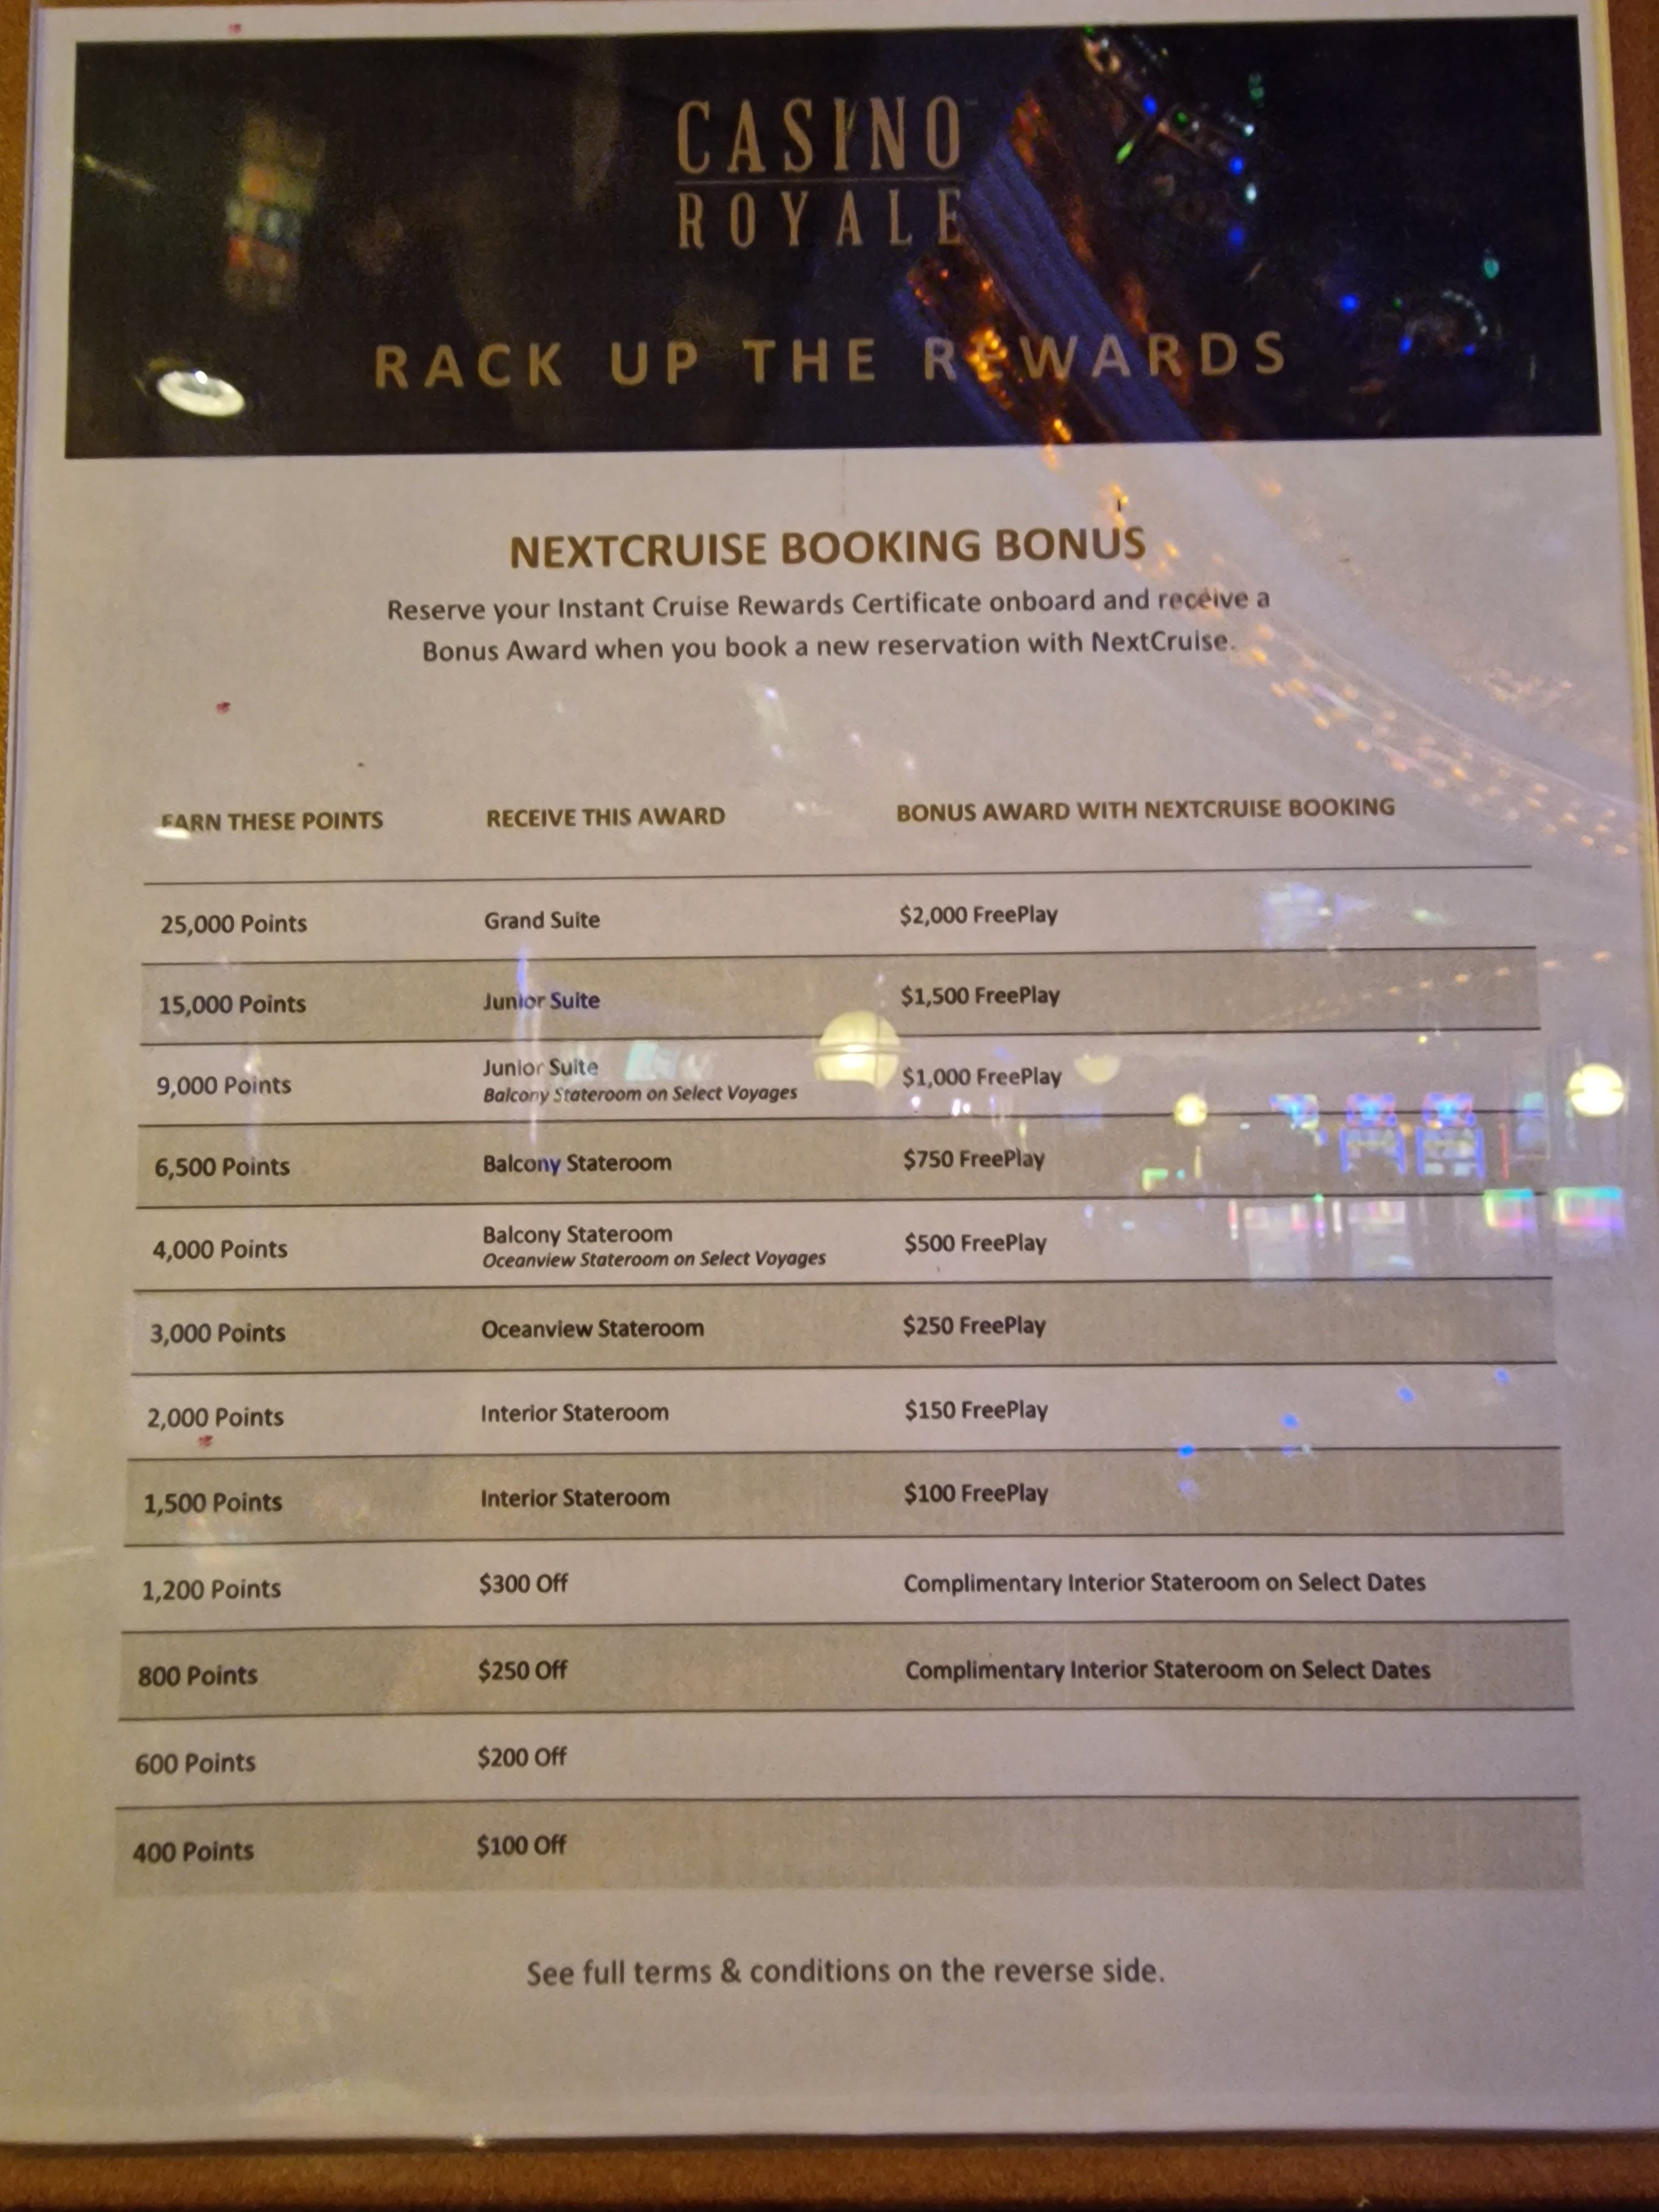 CASINO
ROYALE
RACK UP THE REWARDS
NEXTCRUISE BOOKING BONUS
Reserve your Instant Cruise Rewards Certificate onboard and receive a
Bonus Award when you book a new reservation with NextCruise.
EARN THESE POINTS RECEIVE THIS AWARD BONUS AWARD WITH NEXTCRUISE BOOKING
25,000 Points Grand Suite $2,000 FreePlay
15,000 Points Junior Suite $1,500 FreePlay
9,000 Points Junior Suite $1,000 FreePlay
Balcony Stateroom on Select Voyages
6,500 Points Balcony Stateroom $750 FreePlay
4,000 Points Balcony Stateroom $500 FreePlay
Oceanview Stateroom on Select Voyages
3,000 Points Oceanview Stateroom $250 FreePlay
2,000 Points Interior Stateroom $150 FreePlay
1,500 Points Interior Stateroom $100 FreePlay
1,200 Points $300 Off Complimentary Interior Stateroom on Select Dates
800 Points $250 Off Complimentary Interior Stateroom on Select Dates
600 Points $200 Off
400 Points $100 Off
See full terms & conditions on the reverse side.